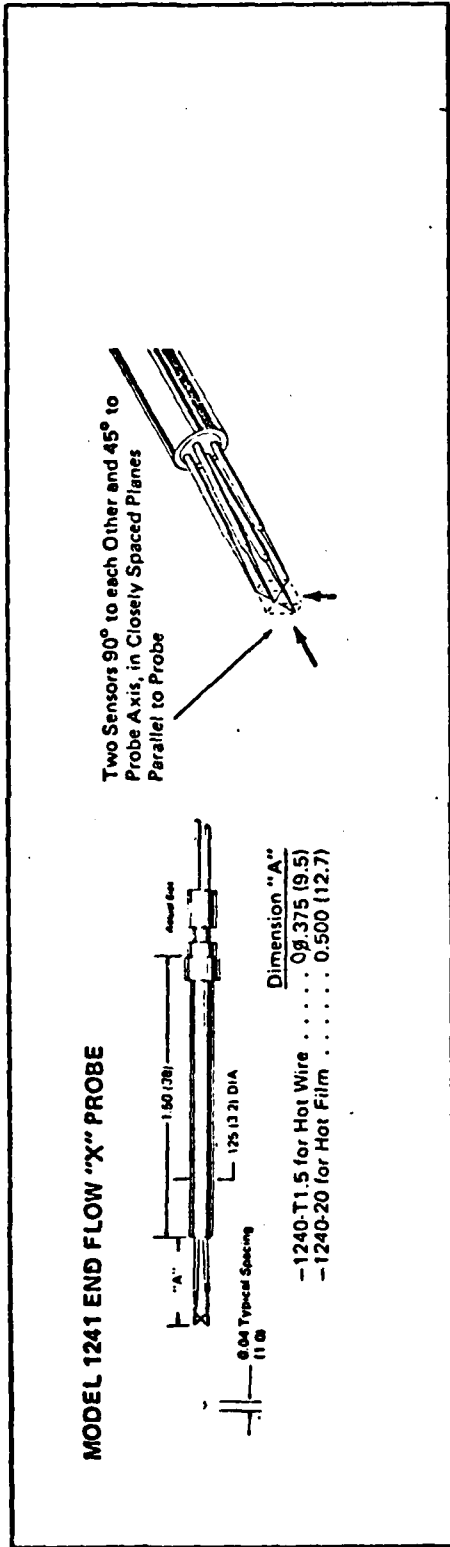 MODEL 1241 END FLOW "X" PROBE
Two Sensors 90° to each Other and 45° to
Probe Axis, in Closely Spaced Planes
Parallel to Probe
"A"
1.50 (38)
.125 (3.2) DIA
0.04 Typical Spacing
(1.0)
Dimension "A"
-1240-T1.5 for Hot Wire ..... 0∅.375 (9.5)
-1240-20 for Hot Film ...... 0.500 (12.7)